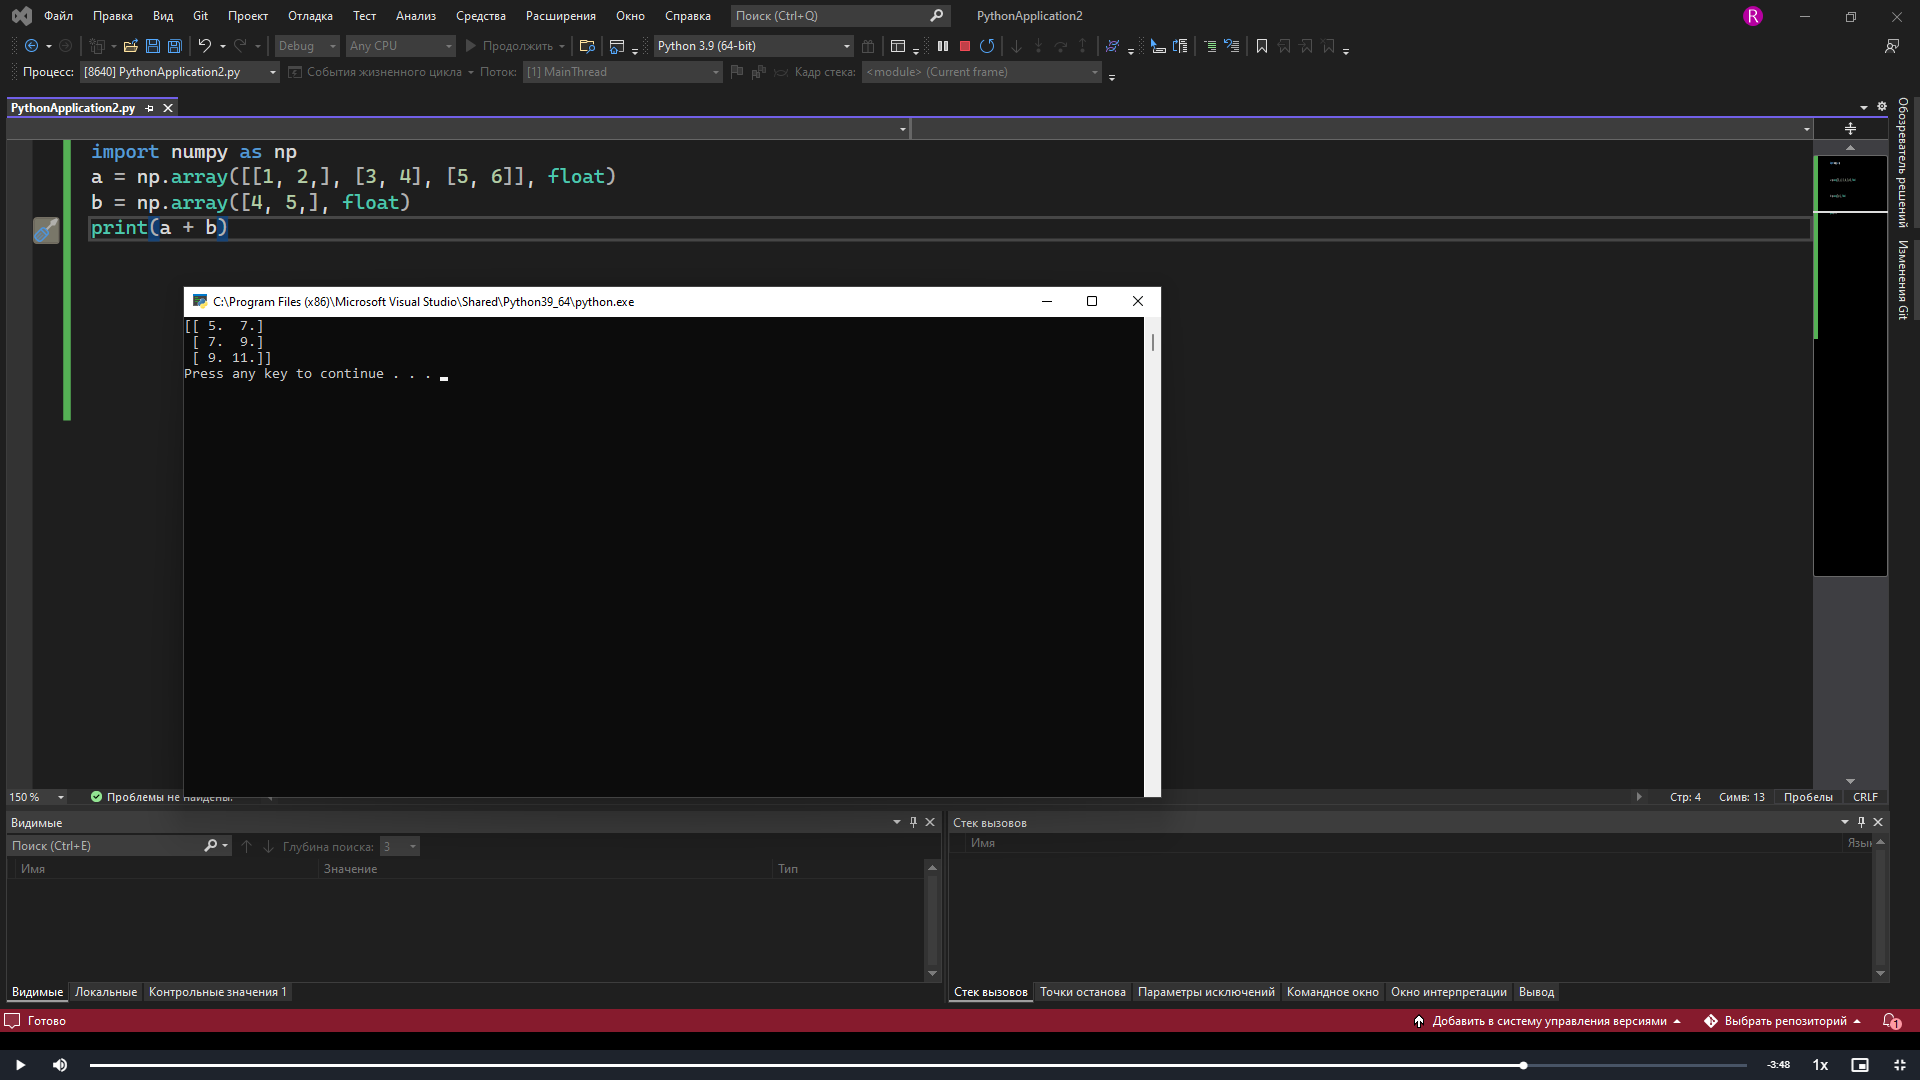 Файл Правка Вид Git Проект Отладка Тест Анализ Средства Расширения Окно Справка Поиск (Ctrl+Q) PythonApplication2 R
Debug Any CPU Продолжить Python 3.9 (64-bit)
Процесс: [8640] PythonApplication2.py События жизненного цикла Поток: [1] MainThread Кадр стека: <module> (Current frame)
PythonApplication2.py
import numpy as np
a = np.array([[1, 2,], [3, 4], [5, 6]], float)
b = np.array([4, 5,], float)
print(a + b)
Обозреватель решений
Изменения Git
C:\Program Files (x86)\Microsoft Visual Studio\Shared\Python39_64\python.exe
[[ 5.  7.]
 [ 7.  9.]
 [ 9. 11.]]
Press any key to continue . . .
150 % Проблемы не найдены. Стр: 4 Симв: 13 Пробелы CRLF
Видимые
Поиск (Ctrl+E) Глубина поиска: 3
Имя Значение Тип
Видимые Локальные Контрольные значения 1
Стек вызовов
Имя Язык
Стек вызовов Точки останова Параметры исключений Командное окно Окно интерпретации Вывод
Готово Добавить в систему управления версиями Выбрать репозиторий 1
-3:48 1x